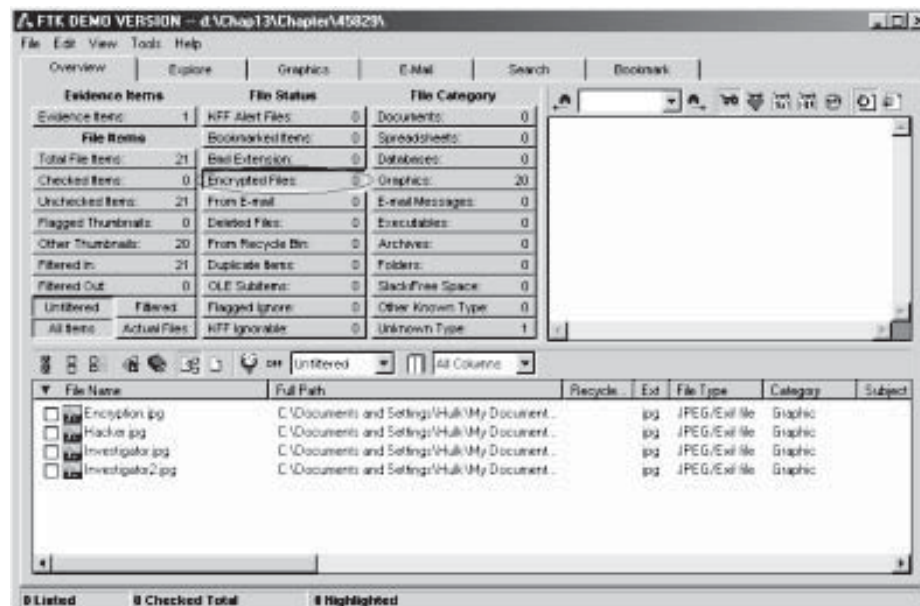 FTK DEMO VERSION -- d:\Chap13\Chapter\45829\
File Edit View Tools Help
Overview Explore Graphics E-Mail Search Bookmark
Evidence Items File Status File Category
Evidence Items: 1 KFF Alert Files: 0 Documents: 0
File Items Bookmarked Items: 0 Spreadsheets: 0
Total File Items: 21 Bad Extension: 0 Databases: 0
Checked Items: 0 Encrypted Files: 0 Graphics: 20
Unchecked Items: 21 From E-mail: 0 E-mail Messages: 0
Flagged Thumbnails: 0 Deleted Files: 0 Executables: 0
Other Thumbnails: 20 From Recycle Bin: 0 Archives: 0
Filtered In: 21 Duplicate Items: 0 Folders: 0
Filtered Out: 0 OLE Subitems: 0 Slack/Free Space: 0
Unfiltered Filtered Flagged Ignore: 0 Other Known Type: 0
All Items Actual Files KFF Ignorable: 0 Unknown Type: 1
OFF Unfiltered All Columns
File Name Full Path Recycle... Ext File Type Category Subject
Encryption.jpg C:\Documents and Settings\Hulk\My Document... jpg JPEG/Exif file Graphic
Hacker.jpg C:\Documents and Settings\Hulk\My Document... jpg JPEG/Exif file Graphic
Investigator.jpg C:\Documents and Settings\Hulk\My Document... jpg JPEG/Exif file Graphic
Investigator2.jpg C:\Documents and Settings\Hulk\My Document... jpg JPEG/Exif file Graphic
0 Listed 0 Checked Total 0 Highlighted